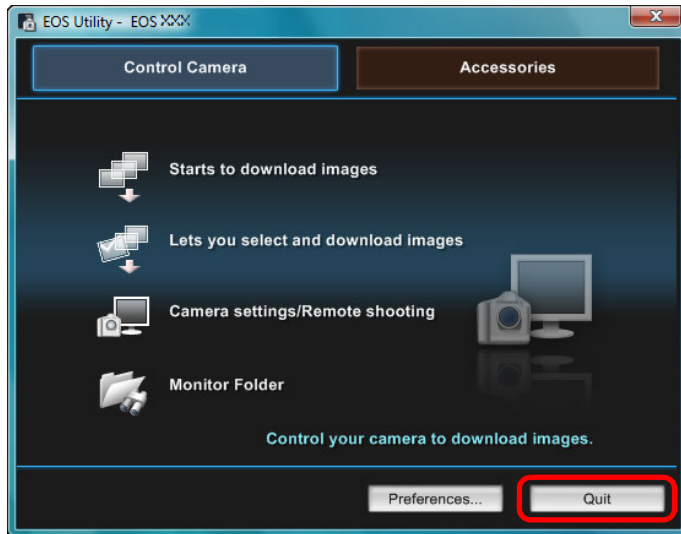 EOS Utility - EOS XXX
Control Camera
Accessories
Starts to download images
Lets you select and download images
Camera settings/Remote shooting
Monitor Folder
Control your camera to download images.
Preferences...
Quit